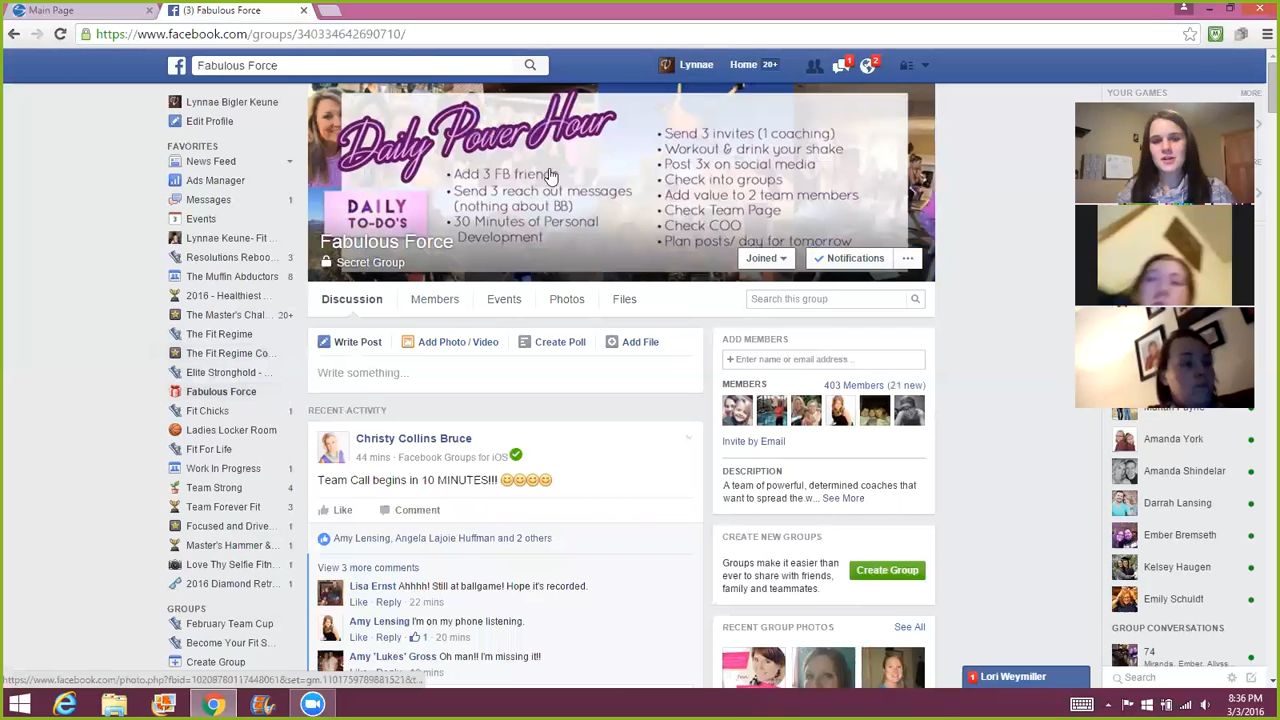 Main Page
(3) Fabulous Force
https://www.facebook.com/groups/340334642690710/
Fabulous Force
Lynnae
Home 20+
1
2
Lynnae Bigler Keune
Edit Profile
FAVORITES
News Feed
Ads Manager
Messages 1
Events 3
Lynnae Keune- Fit ...
Resolutions Reboo... 3
The Muffin Abductors 8
2016 - Healthiest ...
The Master's Chal... 20+
The Fit Regime
The Fit Regime Co...
Elite Stronghold - ...
Fabulous Force
Fit Chicks 1
Ladies Locker Room
Fit For Life
Work In Progress 1
Team Strong 4
Team Forever Fit 3
Focused and Drive... 1
Master's Hammer &... 1
Love Thy Selfie Fitn... 1
2016 Diamond Retr... 1
GROUPS
February Team Cup
Become Your Fit S...
Create Group
Daily Power Hour
DAILY
TO-DO'S
• Add 3 FB friends
• Send 3 reach out messages
(nothing about BB)
• 30 Minutes of Personal
Development
• Send 3 invites (1 coaching)
• Workout & drink your shake
• Post 3x on social media
• Check into groups
• Add value to 2 team members
• Check Team Page
• Check COO
• Plan posts/ day for tomorrow
Fabulous Force
Secret Group
Joined
Notifications
...
Discussion
Members
Events
Photos
Files
Search this group
Write Post
Add Photo / Video
Create Poll
Add File
Write something...
RECENT ACTIVITY
Christy Collins Bruce
44 mins · Facebook Groups for iOS
Team Call begins in 10 MINUTES!!!
Like
Comment
Amy Lensing, Angela Lajoie Huffman and 2 others
View 3 more comments
Lisa Ernst Ahhhh! Still at ballgame! Hope it's recorded.
Like · Reply · 22 mins
Amy Lensing I'm on my phone listening.
Like · Reply · 1 · 20 mins
Amy 'Lukes' Gross Oh man!! I'm missing it!!
ADD MEMBERS
+ Enter name or email address...
MEMBERS
403 Members (21 new)
Invite by Email
DESCRIPTION
A team of powerful, determined coaches that
want to spread the w... See More
CREATE NEW GROUPS
Groups make it easier than
ever to share with friends,
family and teammates.
Create Group
RECENT GROUP PHOTOS
See All
YOUR GAMES
MORE
Amanda York
Amanda Shindelar
Darrah Lansing
Ember Bremseth
Kelsey Haugen
Emily Schuldt
GROUP CONVERSATIONS
74
Miranda, Ember, Allyss...
Search
1 Lori Weymiller
8:36 PM
3/3/2016